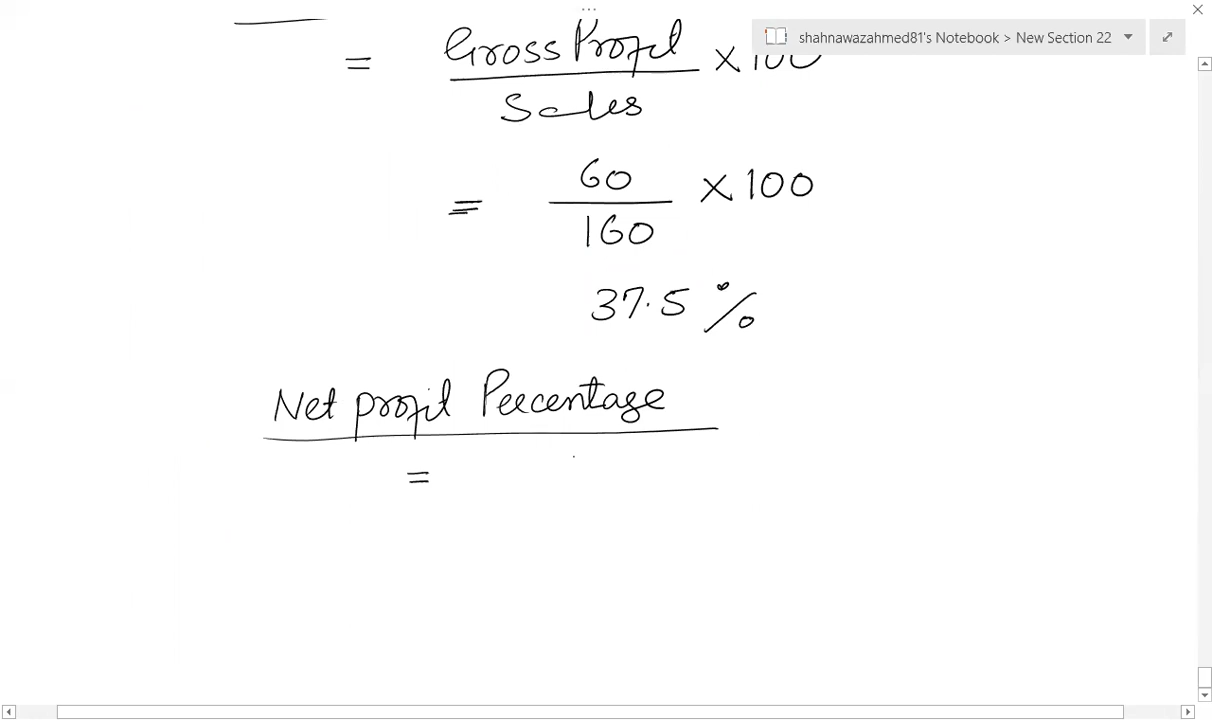 shahnawazahmed81's Notebook > New Section 22
= Gross Profit × 100
Sales
= 60 × 100
160
37.5 %
Net profit Percentage
=